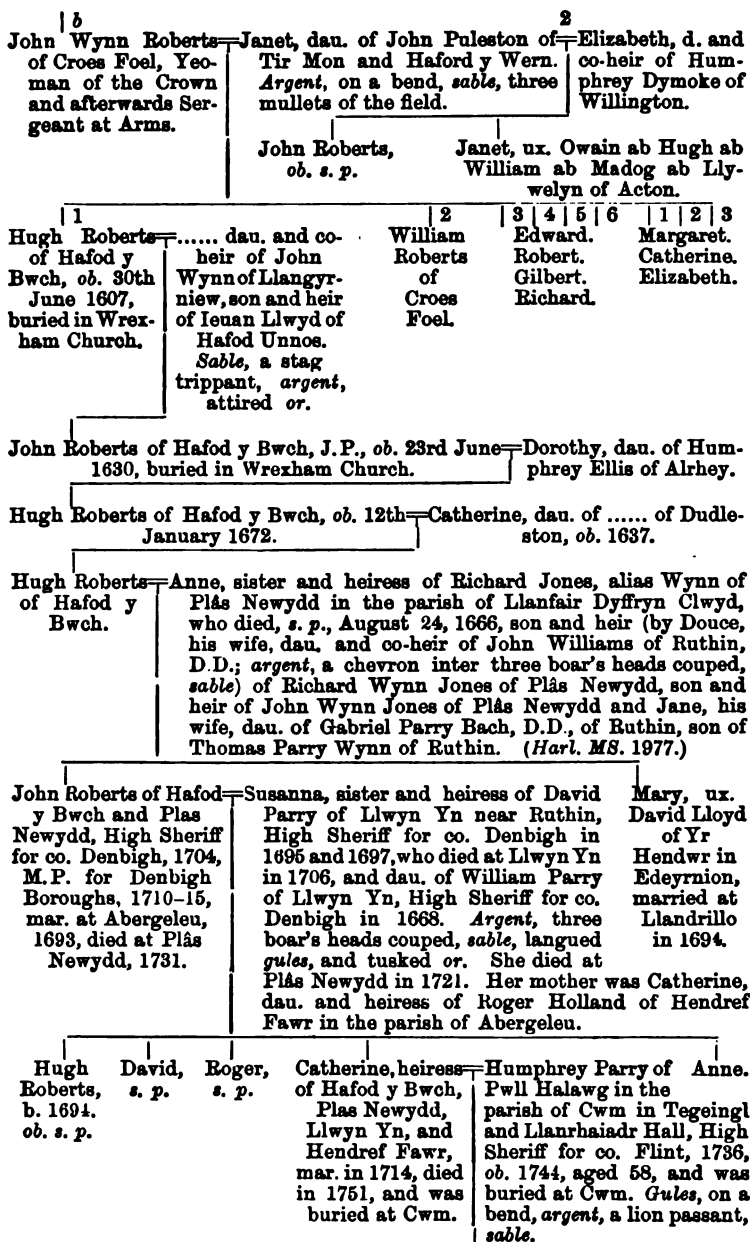 b 2
John Wynn Roberts Janet, dau. of John Puleston of Elizabeth, d. and
of Croes Foel, Yeo- Tir Mon and Haford y Wern. co-heir of Hum-
man of the Crown Argent, on a bend, sable, three phrey Dymoke of
and afterwards Ser- mullets of the field. Willington.
geant at Arms.
John Roberts, Janet, ux. Owain ab Hugh ab
ob. s. p. William ab Madog ab Lly-
welyn of Acton.
1 2 3 4 5 6 1 2 3
Hugh Roberts ...... dau. and co- William Edward. Margaret.
of Hafod y heir of John Roberts Robert. Catherine.
Bwch, ob. 30th Wynn of Llangyr- of Gilbert. Elizabeth.
June 1607, niew, son and heir Croes Richard.
buried in Wrex- of Ieuan Llwyd of Foel.
ham Church. Hafod Unnos.
Sable, a stag
trippant, argent,
attired or.
John Roberts of Hafod y Bwch, J.P., ob. 23rd June Dorothy, dau. of Hum-
1630, buried in Wrexham Church. phrey Ellis of Alrhey.
Hugh Roberts of Hafod y Bwch, ob. 12th Catherine, dau. of ...... of Dudle-
January 1672. ston, ob. 1637.
Hugh Roberts Anne, sister and heiress of Richard Jones, alias Wynn of
of Hafod y Plâs Newydd in the parish of Llanfair Dyffryn Clwyd,
Bwch. who died, s. p., August 24, 1666, son and heir (by Douce,
his wife, dau. and co-heir of John Williams of Ruthin,
D.D.; argent, a chevron inter three boar's heads couped,
sable) of Richard Wynn Jones of Plâs Newydd, son and
heir of John Wynn Jones of Plâs Newydd and Jane, his
wife, dau. of Gabriel Parry Bach, D.D., of Ruthin, son of
Thomas Parry Wynn of Ruthin. (Harl. MS. 1977.)
John Roberts of Hafod Susanna, sister and heiress of David Mary, ux.
y Bwch and Plas Parry of Llwyn Yn near Ruthin, David Lloyd
Newydd, High Sheriff High Sheriff for co. Denbigh in of Yr
for co. Denbigh, 1704, 1695 and 1697, who died at Llwyn Yn Hendwr in
M.P. for Denbigh in 1706, and dau. of William Parry Edeyrnion,
Boroughs, 1710-15, of Llwyn Yn, High Sheriff for co. married at
mar. at Abergeleu, Denbigh in 1668. Argent, three Llandrillo
1693, died at Plâs boar's heads couped, sable, langued in 1694.
Newydd, 1731. gules, and tusked or. She died at
Plâs Newydd in 1721. Her mother was Catherine,
dau. and heiress of Roger Holland of Hendref
Fawr in the parish of Abergeleu.
Hugh David, Roger, Catherine, heiress Humphrey Parry of Anne.
Roberts, s. p. s. p. of Hafod y Bwch, Pwll Halawg in the
b. 1694. Plas Newydd, parish of Cwm in Tegeingl
ob. s. p. Llwyn Yn, and and Llanrhaiadr Hall, High
Hendref Fawr, Sheriff for co. Flint, 1736,
mar. in 1714, died ob. 1744, aged 58, and was
in 1751, and was buried at Cwm. Gules, on a
buried at Cwm. bend, argent, a lion passant,
sable.